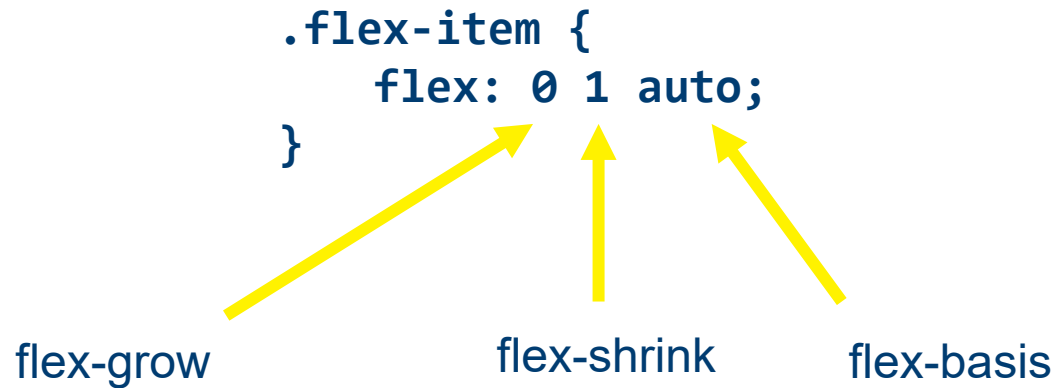 .flex-item {
flex: 0 1 auto;
}
flex-grow
flex-shrink
flex-basis